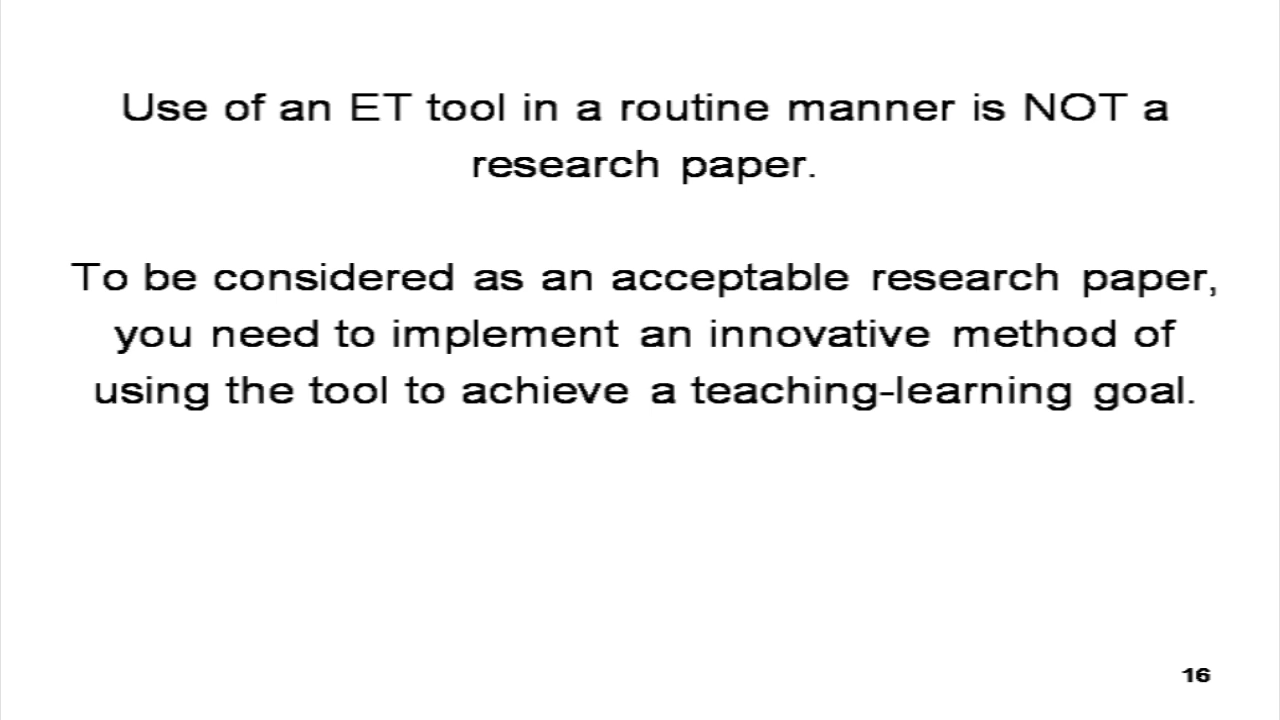 Use of an ET tool in a routine manner is NOT a
research paper.
To be considered as an acceptable research paper,
you need to implement an innovative method of
using the tool to achieve a teaching-learning goal.
16